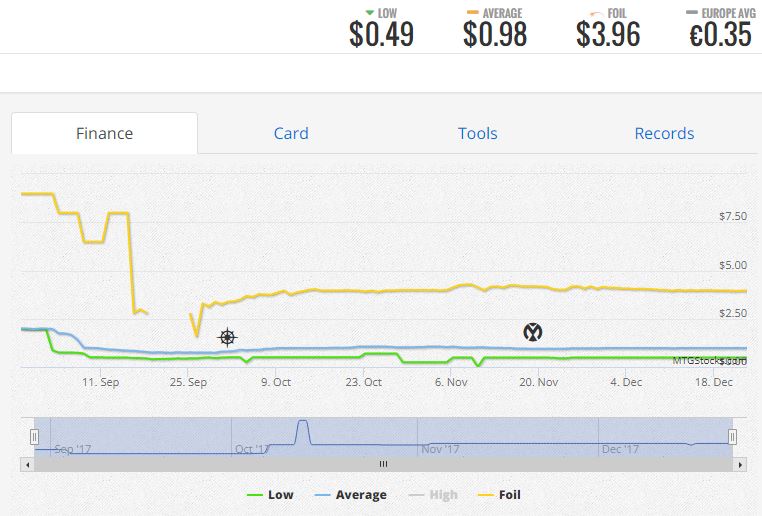 LOW AVERAGE FOIL EUROPE AVG
$0.49 $0.98 $3.96 €0.35
Finance Card Tools Records
$7.50
$5.00
$2.50
MTGStocks.com
$0.00
11. Sep 25. Sep 9. Oct 23. Oct 6. Nov 20. Nov 4. Dec 18. Dec
Sep '17 Oct '17 Nov '17 Dec '17
Low Average High Foil